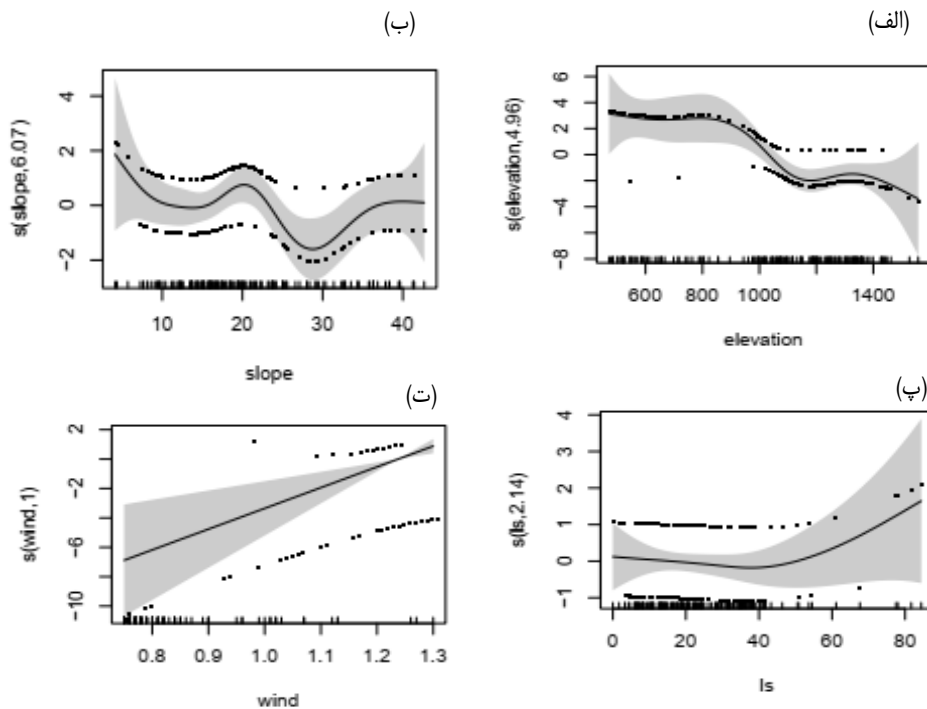 (ب)
4
2
0
−2
s(slope,6.07)
10 20 30 40
slope
(الف)
6
4
2
0
−4
−8
s(elevation,4.96)
600 1000 1400
elevation
(ت)
2
−2
−6
−10
s(wind,1)
0.8 0.9 1.0 1.1 1.2 1.3
wind
(پ)
4
3
2
1
0
−1
s(ls,2.14)
0 20 40 60 80
ls